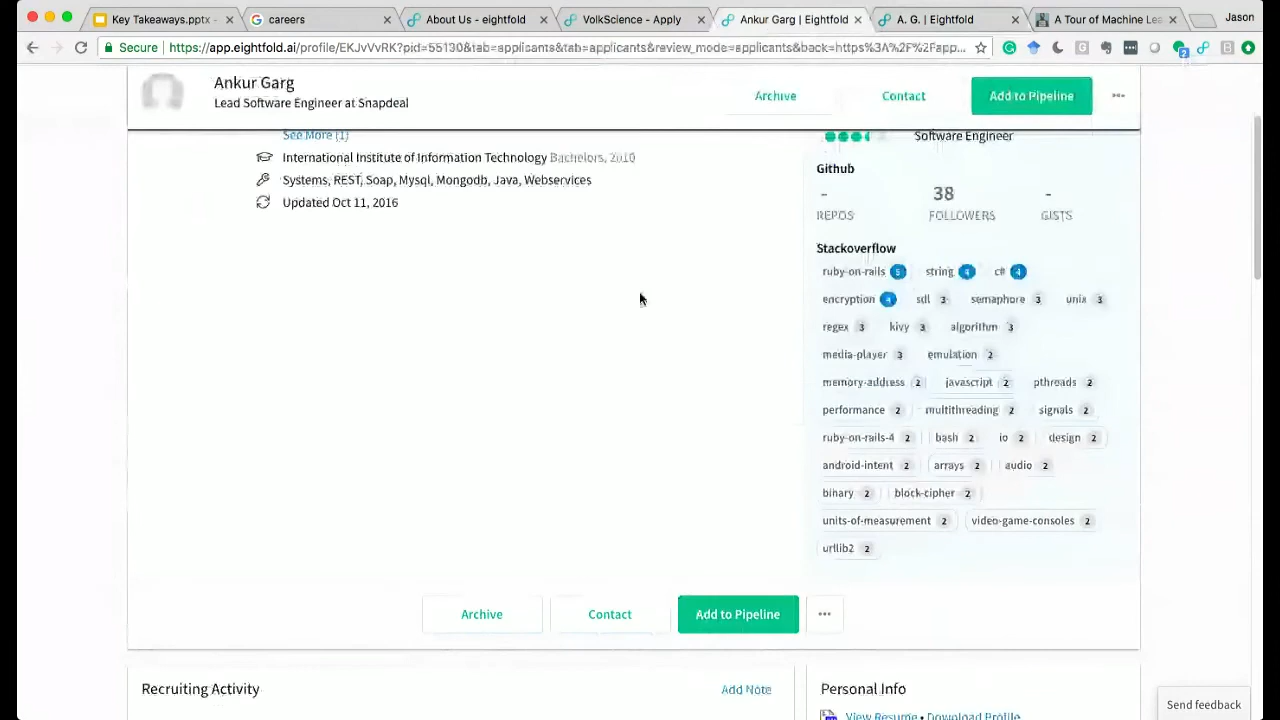 Key Takeaways.pptx -
careers
About Us - eightfold
VolkScience - Apply
Ankur Garg | Eightfold
A. G. | Eightfold
A Tour of Machine Lea
Jason
Secure
https://app.eightfold.ai/profile/EKJvVvRK?pid=55130&tab=applicants&tab=applicants&review_mode=applicants&back=https%3A%2F%2Fapp...
Ankur Garg
Lead Software Engineer at Snapdeal
Archive
Contact
Add to Pipeline
See More (1)
International Institute of Information Technology Bachelors, 2010
Systems, REST, Soap, Mysql, Mongodb, Java, Webservices
Updated Oct 11, 2016
Software Engineer
Github
- 38 -
REPOS FOLLOWERS GISTS
Stackoverflow
ruby-on-rails 5 string 4 c# 4
encryption 4 sdl 3 semaphore 3 unix 3
regex 3 kivy 3 algorithm 3
media-player 3 emulation 2
memory-address 2 javascript 2 pthreads 2
performance 2 multithreading 2 signals 2
ruby-on-rails-4 2 bash 2 io 2 design 2
android-intent 2 arrays 2 audio 2
binary 2 block-cipher 2
units-of-measurement 2 video-game-consoles 2
urllib2 2
Archive
Contact
Add to Pipeline
Recruiting Activity
Add Note
Personal Info
View Resume • Download Profile
Send feedback